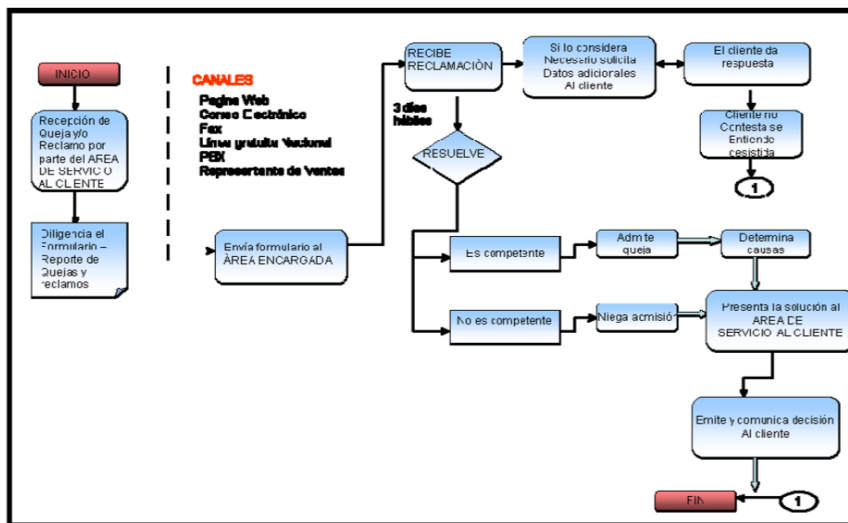 INICIO
Recepción de
Queja y/o
Reclamo por
parte del AREA
DE SERVICIO
AL CLIENTE
Diligencia el
Formulario –
Reporte de
Quejas y
reclamos
CANALES
Pagina Web
Correo Electrónico
Fax
Línea gratuita Nacional
PBX
Representante de Ventas
Envía formulario al
ÀREA ENCARGADA
RECIBE
RECLAMACIÒN
3 días
hábiles
RESUELVE
Si lo considera
Necesario solicita
Datos adicionales
Al cliente
El cliente da
respuesta
Cliente no
Contesta se
Entiende
desistida
1
Es competente
Admite
queja
Determina
causas
No es competente
Niega admisión
Presenta la solución al
AREA DE
SERVICIO AL CLIENTE
Emite y comunica decisión
Al cliente
FIN
1